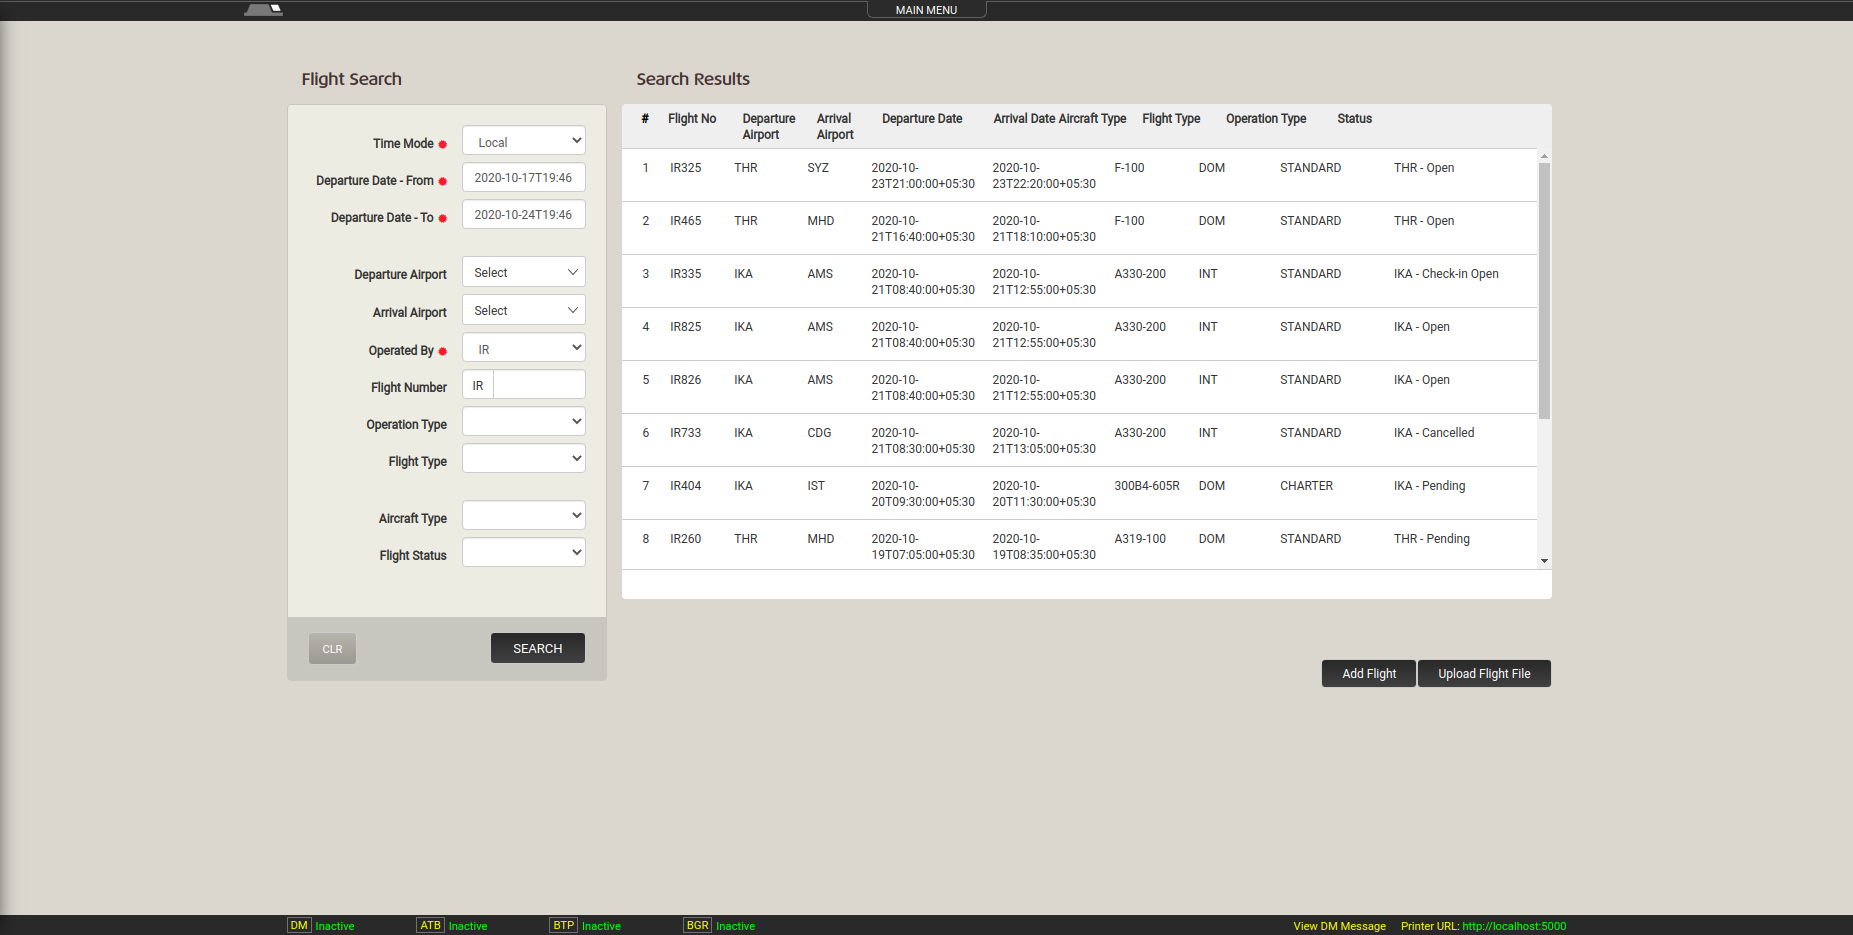 MAIN MENU
Flight Search
Time Mode
Local
Departure Date - From
2020-10-17T19:46
Departure Date - To
2020-10-24T19:46
Departure Airport
Select
Arrival Airport
Select
Operated By
IR
Flight Number
IR
Operation Type
Flight Type
Aircraft Type
Flight Status
CLR
SEARCH
Search Results
# Flight No Departure Airport Arrival Airport Departure Date Arrival Date Aircraft Type Flight Type Operation Type Status
1 IR325 THR SYZ 2020-10-23T21:00:00+05:30 2020-10-23T22:20:00+05:30 F-100 DOM STANDARD THR - Open
2 IR465 THR MHD 2020-10-21T16:40:00+05:30 2020-10-21T18:10:00+05:30 F-100 DOM STANDARD THR - Open
3 IR335 IKA AMS 2020-10-21T08:40:00+05:30 2020-10-21T12:55:00+05:30 A330-200 INT STANDARD IKA - Check-in Open
4 IR825 IKA AMS 2020-10-21T08:40:00+05:30 2020-10-21T12:55:00+05:30 A330-200 INT STANDARD IKA - Open
5 IR826 IKA AMS 2020-10-21T08:40:00+05:30 2020-10-21T12:55:00+05:30 A330-200 INT STANDARD IKA - Open
6 IR733 IKA CDG 2020-10-21T08:30:00+05:30 2020-10-21T13:05:00+05:30 A330-200 INT STANDARD IKA - Cancelled
7 IR404 IKA IST 2020-10-20T09:30:00+05:30 2020-10-20T11:30:00+05:30 300B4-605R DOM CHARTER IKA - Pending
8 IR260 THR MHD 2020-10-19T07:05:00+05:30 2020-10-19T08:35:00+05:30 A319-100 DOM STANDARD THR - Pending
Add Flight
Upload Flight File
DM Inactive
ATB Inactive
BTP Inactive
BGR Inactive
View DM Message
Printer URL: http://localhost:5000